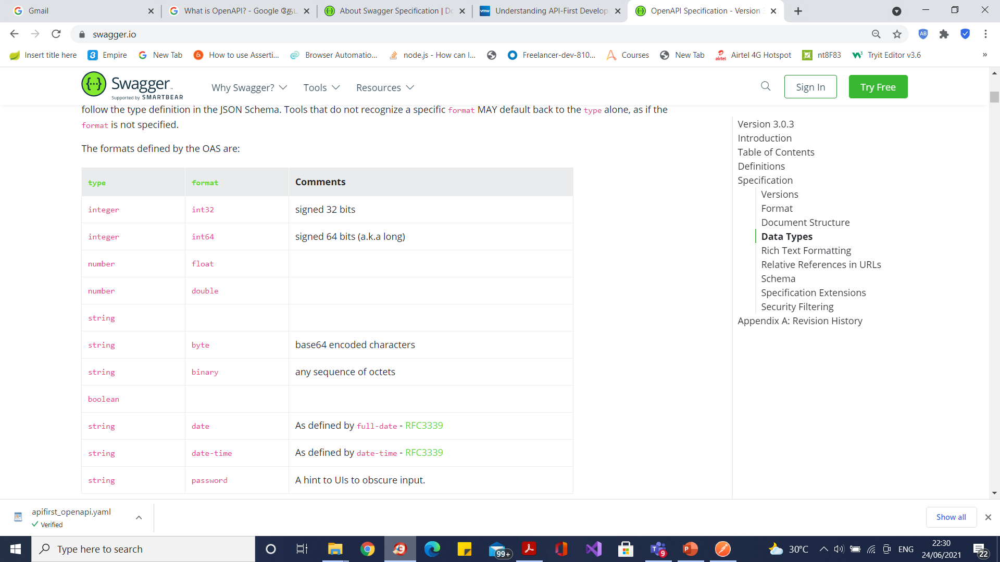 Gmail
What is OpenAPI? - Google
About Swagger Specification | Do
Understanding API-First Develop
OpenAPI Specification - Version 3
swagger.io
Insert title here
Empire
New Tab
How to use Asserti...
Browser Automatio...
node.js - How can I...
Freelancer-dev-810...
Courses
New Tab
Airtel 4G Hotspot
nt8F83
Tryit Editor v3.6
»
Swagger
Supported by SMARTBEAR
Why Swagger?
Tools
Resources
Sign In
Try Free
follow the type definition in the JSON Schema. Tools that do not recognize a specific format MAY default back to the type alone, as if the
format is not specified.
The formats defined by the OAS are:
type format Comments
integer int32 signed 32 bits
integer int64 signed 64 bits (a.k.a long)
number float
number double
string
string byte base64 encoded characters
string binary any sequence of octets
boolean
string date As defined by full-date - RFC3339
string date-time As defined by date-time - RFC3339
string password A hint to UIs to obscure input.
Version 3.0.3
Introduction
Table of Contents
Definitions
Specification
Versions
Format
Document Structure
Data Types
Rich Text Formatting
Relative References in URLs
Schema
Specification Extensions
Security Filtering
Appendix A: Revision History
apifirst_openapi.yaml
Verified
Show all
Type here to search
99+
9
30°C
ENG
22:30
24/06/2021
22